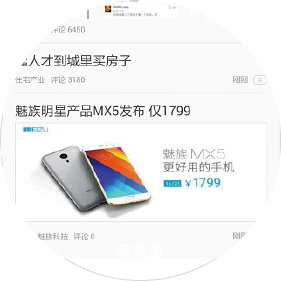 评论 6450
人才到城里买房子
住宅产业 评论 3160
刚刚
魅族明星产品MX5发布 仅1799
MEIZU
魅族 MX5
更好用的手机
¥1799
魅族科技 评论 0
刚刚